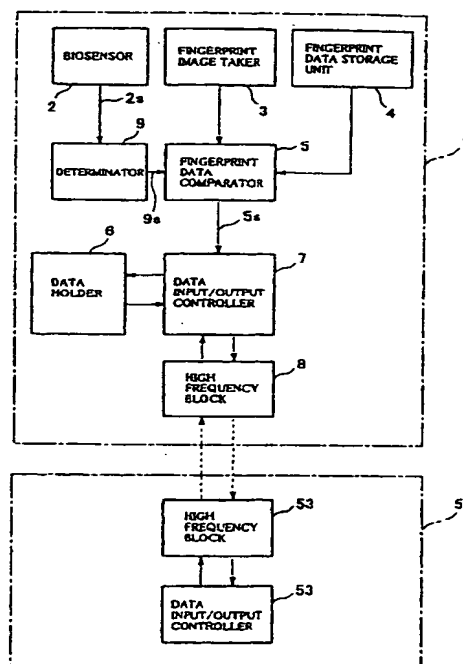 BIOSENSOR
FINGERPRINT
IMAGE TAKER
FINGERPRINT
DATA STORAGE
UNIT
2
2s
3
4
9
5
DETERMINATOR
FINGERPRINT
DATA
COMPARATOR
9s
5s
6
7
DATA
HOLDER
DATA
INPUT/OUTPUT
CONTROLLER
8
HIGH
FREQUENCY
BLOCK
53
5
HIGH
FREQUENCY
BLOCK
53
DATA
INPUT/OUTPUT
CONTROLLER